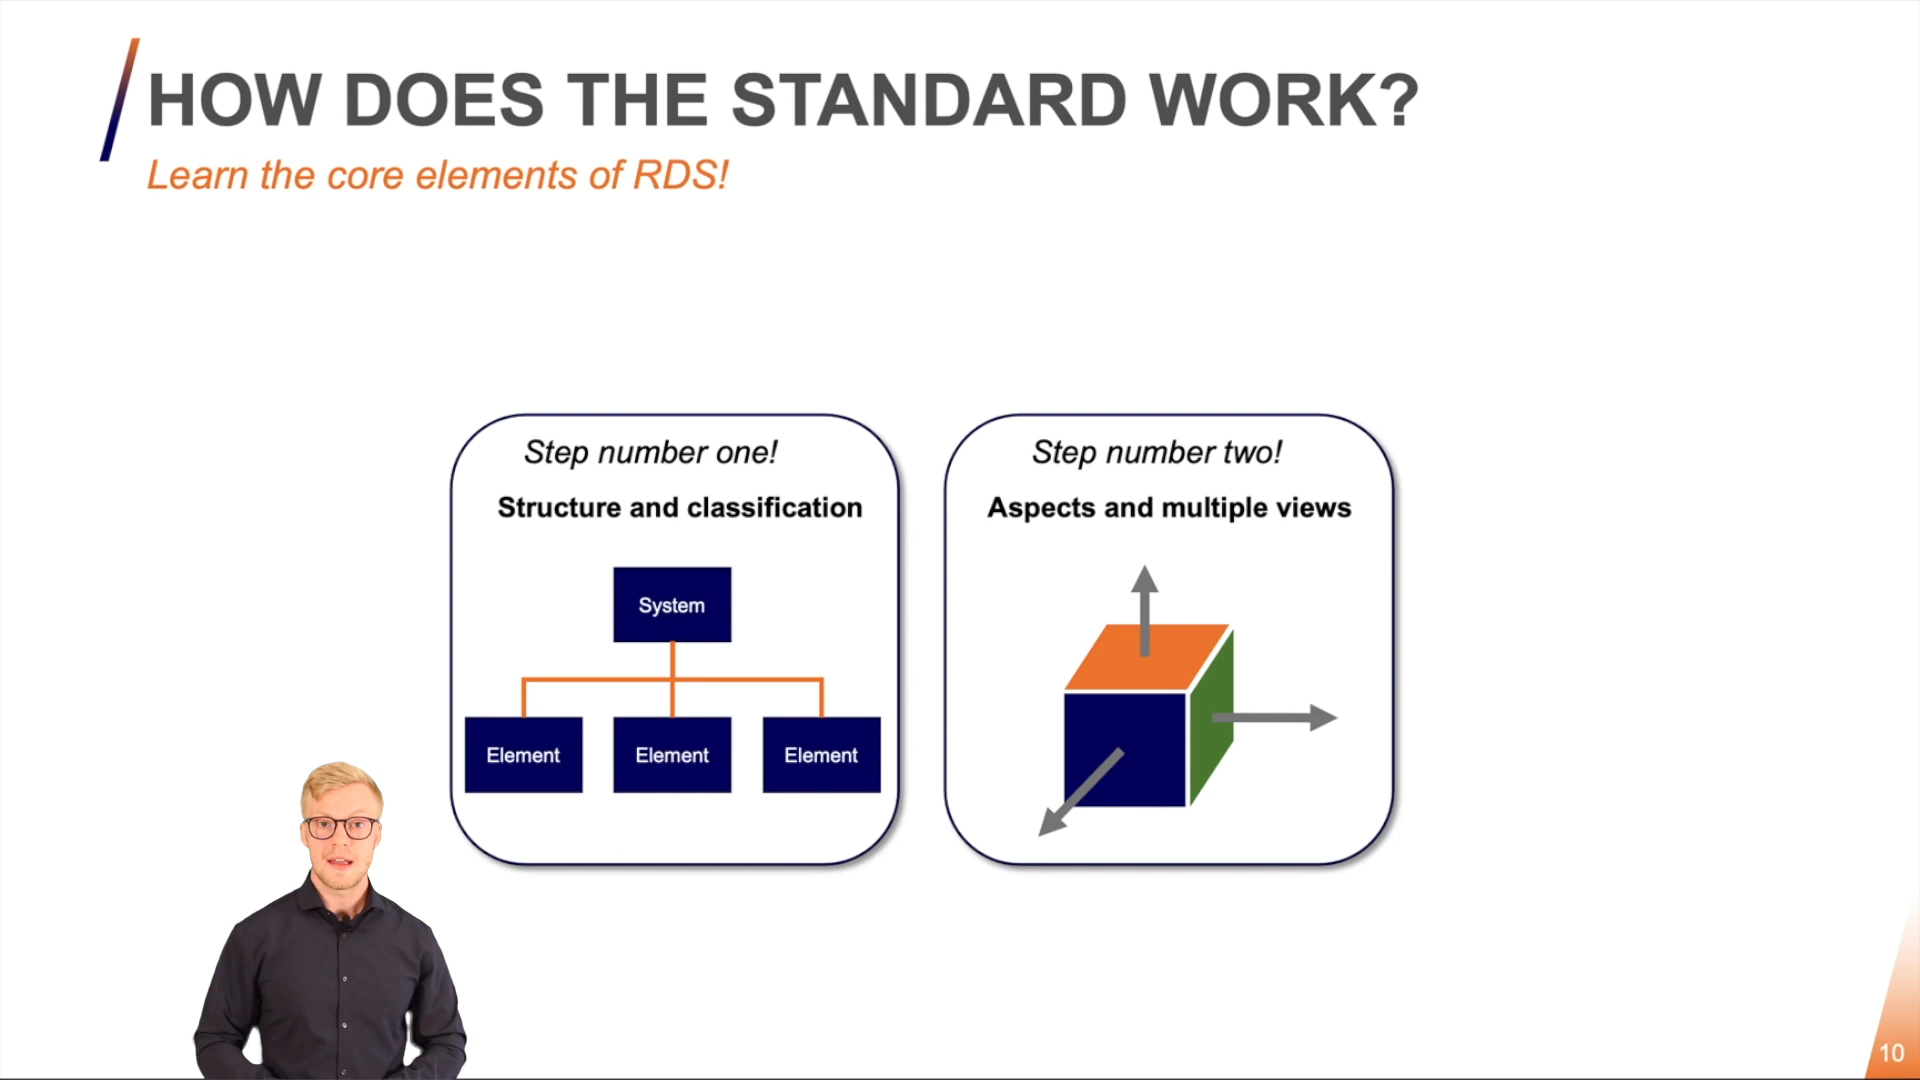 HOW DOES THE STANDARD WORK?
Learn the core elements of RDS!
Step number one!
Structure and classification
System
Element
Element
Element
Step number two!
Aspects and multiple views
10